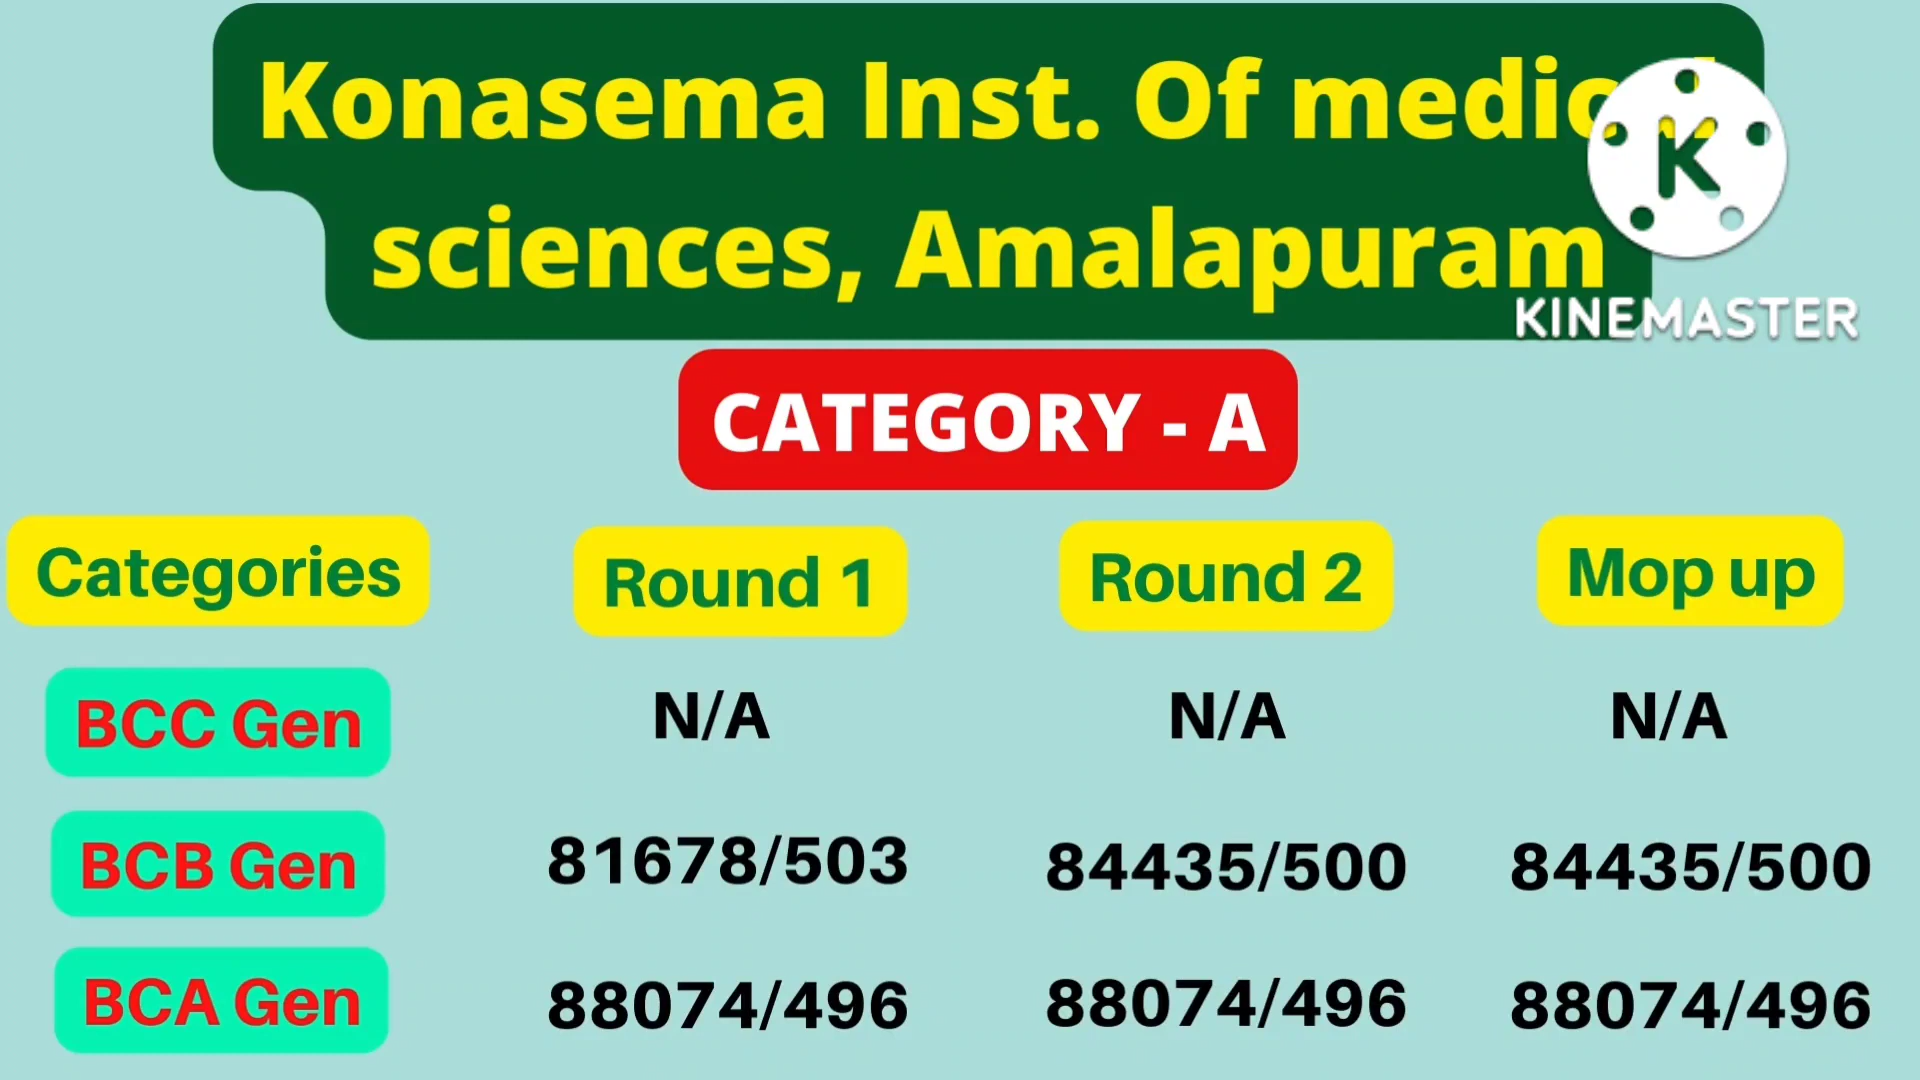 Konasema Inst. Of
sciences, Amalapuram
K
KINEMASTER
CATEGORY - A
Categories Round 1 Round 2 Mop up
BCC Gen N/A N/A N/A
BCB Gen 81678/503 84435/500 84435/500
BCA Gen 88074/496 88074/496 88074/496